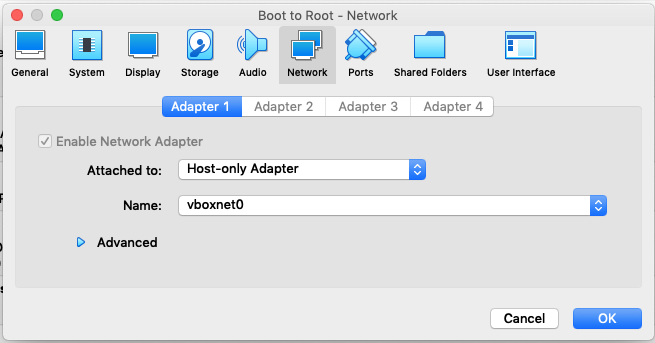 Boot to Root - Network
General System Display Storage Audio Network Ports Shared Folders User Interface
Adapter 1 Adapter 2 Adapter 3 Adapter 4
Enable Network Adapter
Attached to: Host-only Adapter
Name: vboxnet0
Advanced
Cancel OK